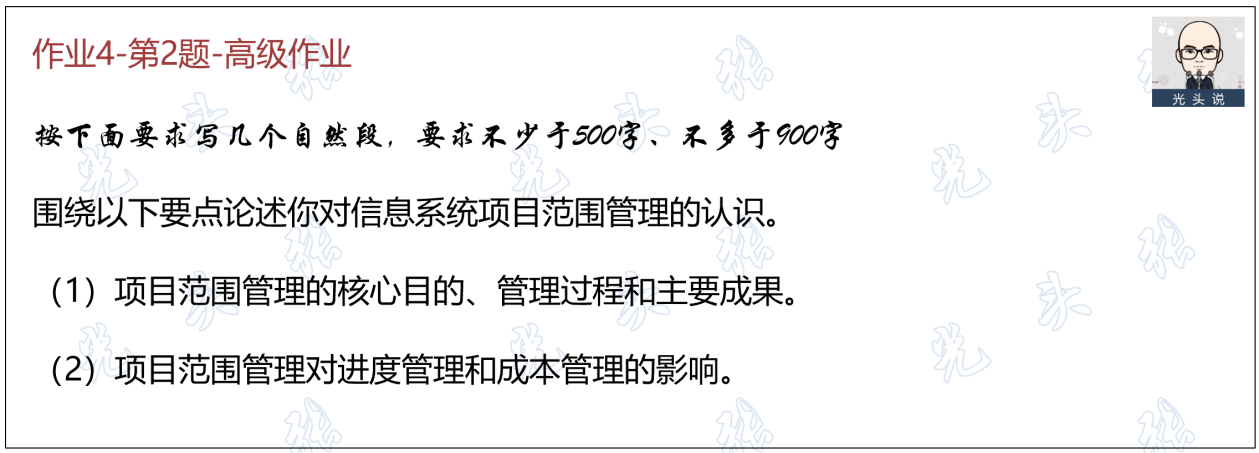 作业4-第2题-高级作业
光头说
按下面要求写几个自然段，要求不少于500字、不多于900字
围绕以下要点论述你对信息系统项目范围管理的认识。
（1）项目范围管理的核心目的、管理过程和主要成果。
（2）项目范围管理对进度管理和成本管理的影响。
光 头 张